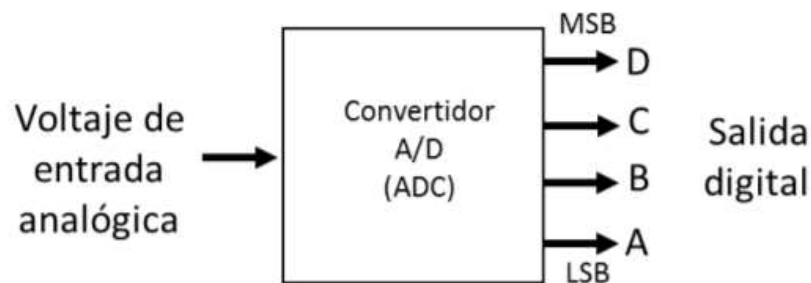 Voltaje de
entrada
analógica
Convertidor
A/D
(ADC)
MSB
D
C
B
A
LSB
Salida
digital